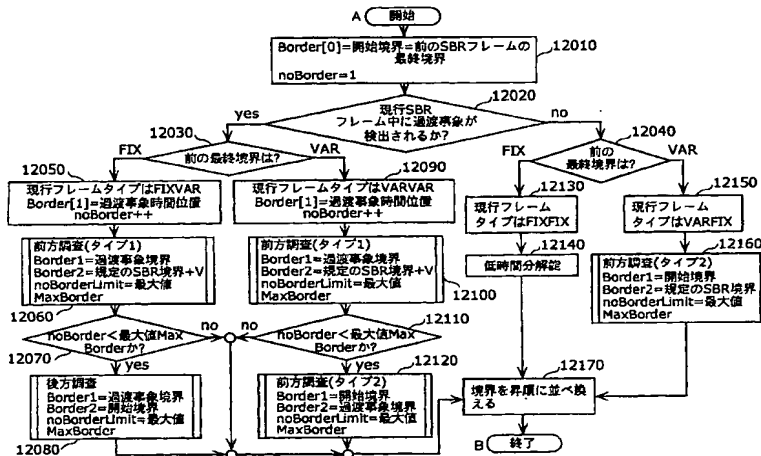 A 開始
Border[0]=開始境界=前のSBRフレームの
最終境界
noBorder=1
12010
12020
現行SBR
フレーム中に過渡事象が
検出されるか?
yes
no
12030
前の最終境界は?
FIX
VAR
12040
前の
最終境界は?
FIX
VAR
12050
現行フレームタイプはFIXVAR
Border[1]=過渡事象時間位置
noBorder++
12090
現行フレームタイプはVARVAR
Border[1]=過渡事象時間位置
noBorder++
12130
現行フレーム
タイプはFIXFIX
12150
現行フレーム
タイプはVARFIX
12140
低時間分解能
前方調査(タイプ1)
Border1=過渡事象境界
Border2=規定のSBR境界+V
noBorderLimit=最大値
MaxBorder
12060
前方調査(タイプ1)
Border1=過渡事象境界
Border2=規定のSBR境界+V
noBorderLimit=最大値
MaxBorder
12100
12160
前方調査(タイプ2)
Border1=開始境界
Border2=規定のSBR境界
noBorderLimit=最大値
MaxBorder
noBorder<最大値Max
Borderか?
12070
no
yes
noBorder<最大値Max
Borderか?
12110
no
yes
後方調査
Border1=過渡事象境界
Border2=開始境界
noBorderLimit=最大値
MaxBorder
12080
12120
前方調査(タイプ2)
Border1=開始境界
Border2=過渡事象境界
noBorderLimit=最大値
MaxBorder
12170
境界を昇順に並べ換
える
B 終了